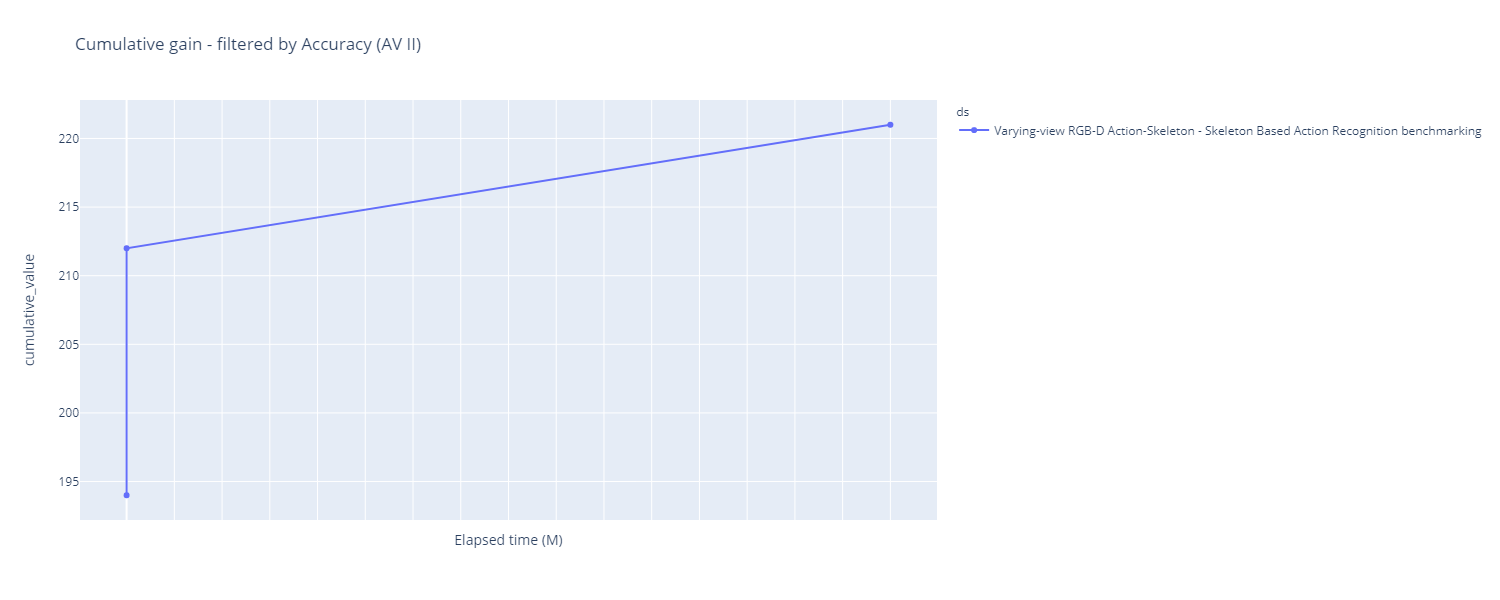 Cumulative gain - filtered by Accuracy (AV II)
ds
Varying-view RGB-D Action-Skeleton - Skeleton Based Action Recognition benchmarking
220
215
210
205
200
195
cumulative_value
Elapsed time (M)